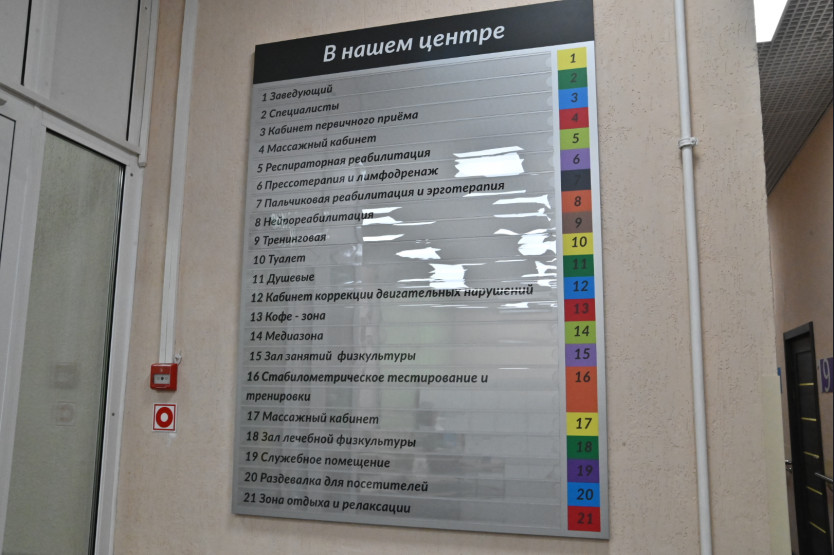 В нашем центре
1 Заведующий 1
2 Специалисты 2
3 Кабинет первичного приёма 3
4 Массажный кабинет 4
5 Респираторная реабилитация 5
6 Прессотерапия и лимфодренаж 6
7 Пальчиковая реабилитация и эрготерапия 7
8 Нейрореабилитация 8
9 Тренинговая 9
10 Туалет 10
11 Душевые 11
12 Кабинет коррекции двигательных нарушений 12
13 Кофе - зона 13
14 Медиазона 14
15 Зал занятий физкультуры 15
16 Стабилометрическое тестирование и 16
тренировки
17 Массажный кабинет 17
18 Зал лечебной физкультуры 18
19 Служебное помещение 19
20 Раздевалка для посетителей 20
21 Зона отдыха и релаксации 21
9